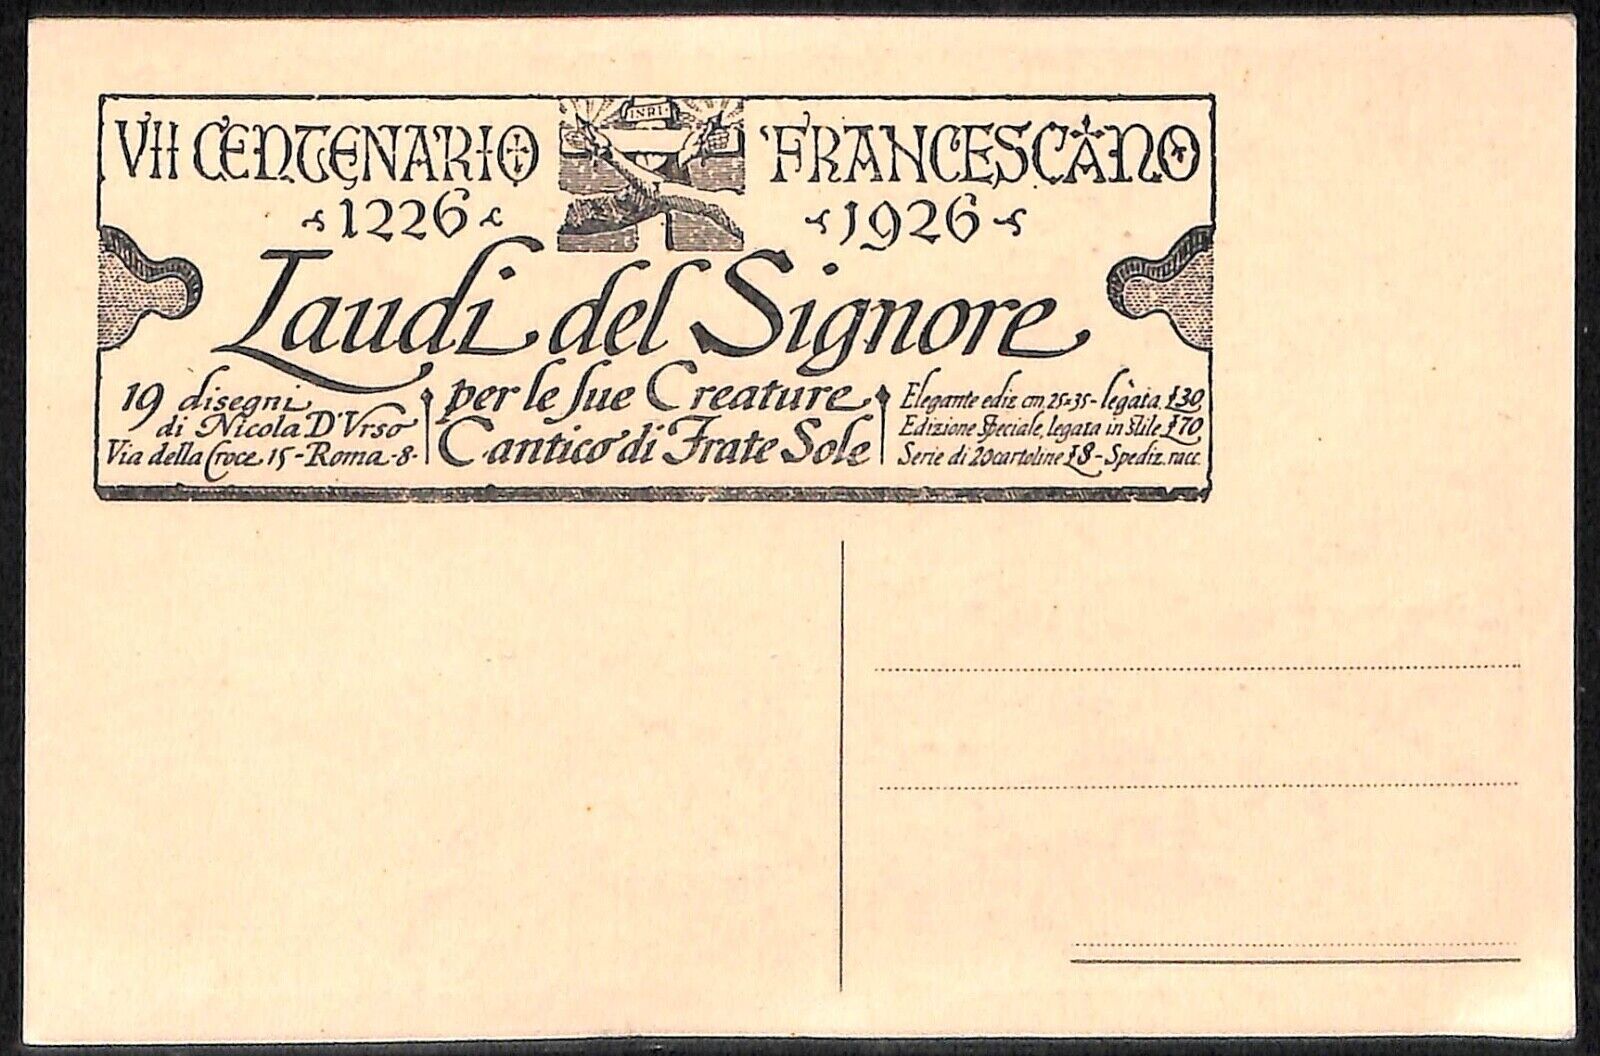 INRI
VII CENTENARIO FRANCESCANO
1226 1926
Laudi del Signore
per le sue Creature
Cantico di Frate Sole
19 disegni
di Nicola D'Urso
Via della Croce 15 - Roma - 8 -
Elegante ediz. cm. 25×35 - legata. £30
Edizione Speciale, legata in stile, £70
Serie di 20 cartoline £8 - Spediz. racc.